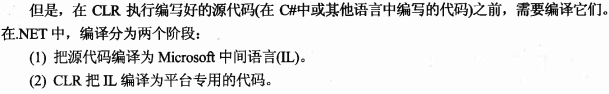 但是，在 CLR 执行编写好的源代码(在 C#中或其他语言中编写的代码)之前，需要编译它们。
在.NET 中，编译分为两个阶段：
(1) 把源代码编译为 Microsoft 中间语言(IL)。
(2) CLR 把 IL 编译为平台专用的代码。